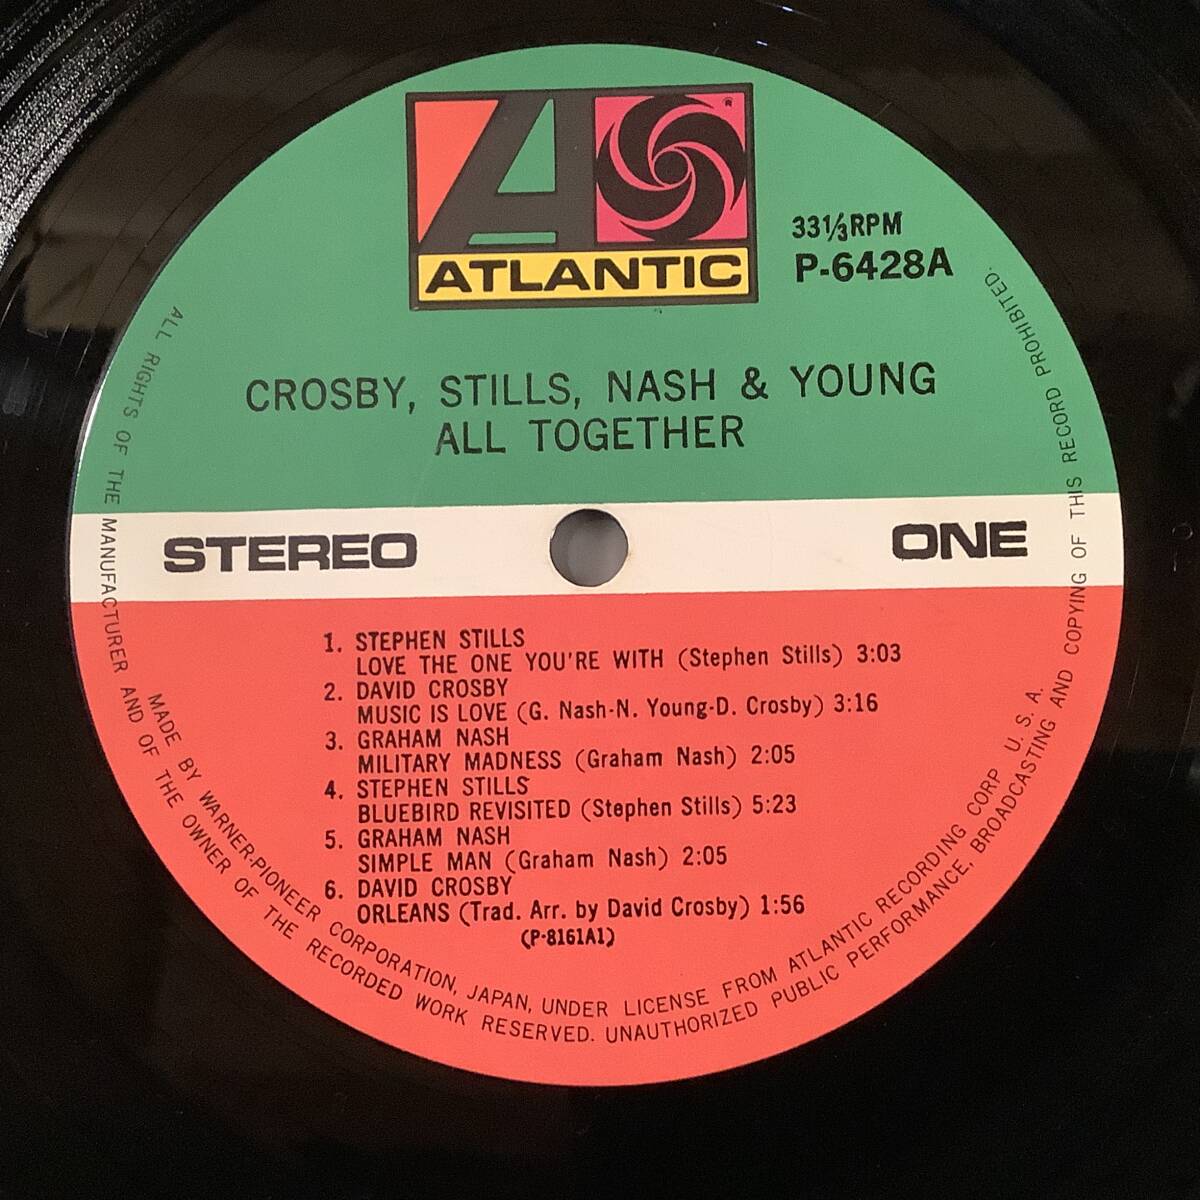 ATLANTIC
®
33⅓RPM
P-6428A
CROSBY, STILLS, NASH & YOUNG
ALL TOGETHER
STEREO
ONE
1. STEPHEN STILLS
LOVE THE ONE YOU'RE WITH (Stephen Stills) 3:03
2. DAVID CROSBY
MUSIC IS LOVE (G. Nash-N. Young-D. Crosby) 3:16
3. GRAHAM NASH
MILITARY MADNESS (Graham Nash) 2:05
4. STEPHEN STILLS
BLUEBIRD REVISITED (Stephen Stills) 5:23
5. GRAHAM NASH
SIMPLE MAN (Graham Nash) 2:05
6. DAVID CROSBY
ORLEANS (Trad. Arr. by David Crosby) 1:56
(P-8161A1)
MADE BY WARNER-PIONEER CORPORATION, JAPAN, UNDER LICENSE FROM ATLANTIC RECORDING CORP U. S. A.
ALL RIGHTS OF THE MANUFACTURER AND OF THE OWNER OF THE RECORDED WORK RESERVED. UNAUTHORIZED PUBLIC PERFORMANCE, BROADCASTING AND COPYING OF THIS RECORD PROHIBITED.